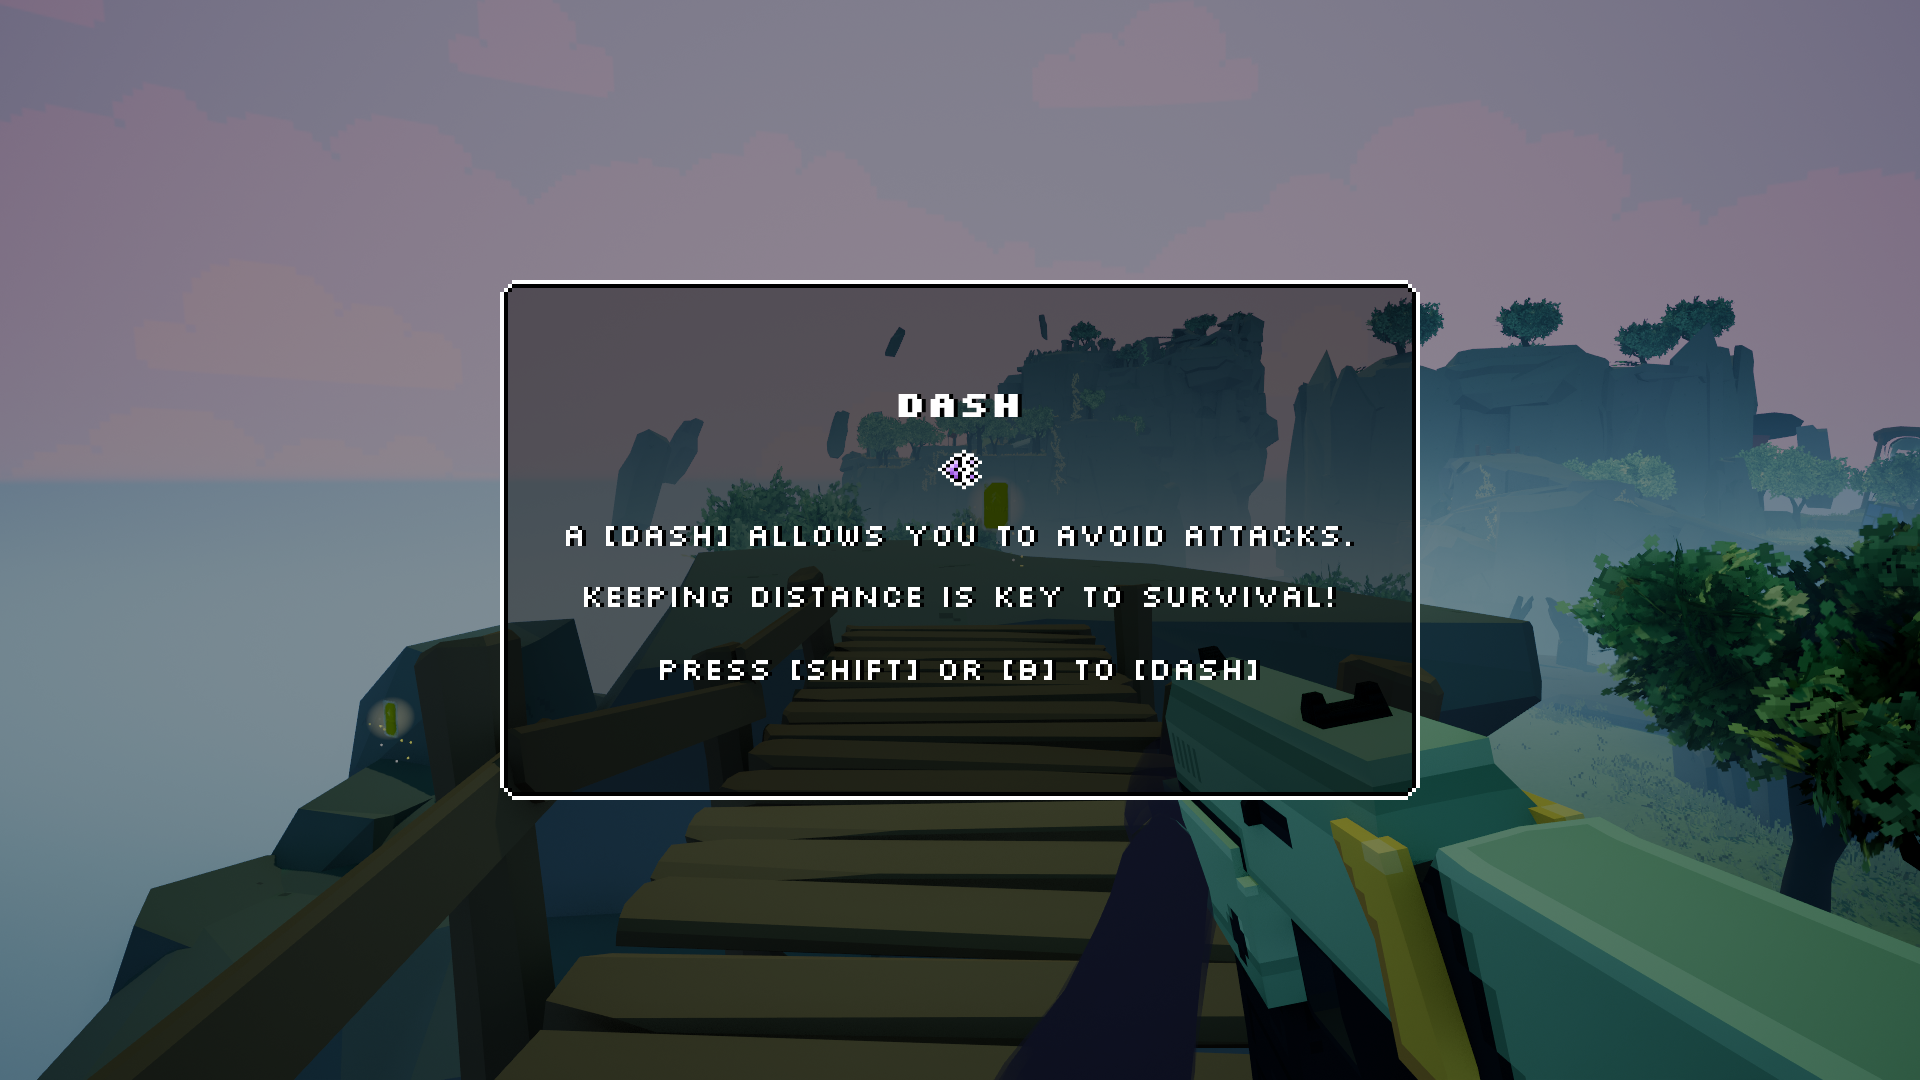 DASH
A [DASH] ALLOWS YOU TO AVOID ATTACKS.
KEEPING DISTANCE IS KEY TO SURVIVAL!
PRESS [SHIFT] OR [B] TO [DASH]